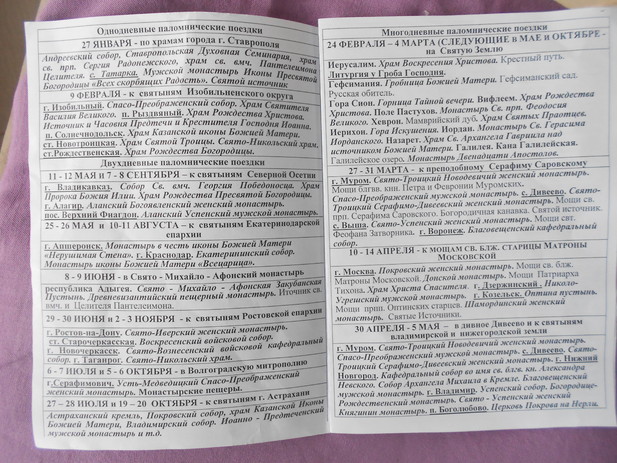 Однодневные паломнические поездки
27 ЯНВАРЯ - по храмам города г. Ставрополя
Андреевский собор, Ставропольская Духовная Семинария, храм
св. прп. Сергия Радонежского, храм св. вмч. Пантелеимона
Целителя. с. Татарка. Мужской монастырь Иконы Пресвятой
Богородицы «Всех скорбящих Радость». Святой источник
9 ФЕВРАЛЯ - к святыням Изобильненского округа
г. Изобильный. Спасо-Преображенский собор. Храм Святителя
Василия Великого. п. Рыздвяный. Храм Рождества Христова.
Источник и Часовня Предтечи и Крестителя Господня Иоанна.
п. Солнечнодольск. Храм Казанской иконы Божией Матери.
ст. Новотроицкая. Храм Святой Троицы. Свято-Никольский храм.
ст.Рождественская. Храм Рождества Богородицы.
Двухдневные паломнические поездки
11 -12 МАЯ и 7 - 8 СЕНТЯБРЯ – к святыням Северной Осетии
г. Владикавказ. Собор Св. вмч. Георгия Победоносца. Храм
Пророка Божия Илии. Храм Рождества Пресвятой Богородицы.
г. Алагир. Аланский Богоявленский женский монастырь.
пос. Верхний Фиагдон. Аланский Успенский мужской монастырь.
25 - 26 МАЯ и 10-11 АВГУСТА – к святыням Екатеринодарской
епархии
г. Апшеронск. Монастырь в честь иконы Божией Матери
«Нерушимая Стена». г. Краснодар. Екатерининский собор.
Монастырь иконы Божией Матери «Всецарица».
8 - 9 ИЮНЯ - в Свято - Михайло - Афонский монастырь
республика Адыгея. Свято - Михайло - Афонская Закубанская
Пустынь. Древневизантийский пещерный монастырь. Иточник св.
вмч. и Целителя Пантелеимона.
29 - 30 ИЮНЯ и 2 - 3 НОЯБРЯ - к святыням Ростовской епархии
г. Ростов-на-Дону. Свято-Иверский женский монастырь.
ст. Старочеркасская. Воскресенский войсковой собор.
г. Новочеркасск. Свято-Вознесенский войсковой кафедральный
собор. г. Таганрог. Свято-Никольский храм.
6 - 7 ИЮЛЯ и 5 - 6 ОКТЯБРЯ - в Волгоградскую митрополию
г.Серафимович. Усть-Медведицкий Спасо-Преображенский
женский монастырь. Монастырские пещеры.
27 – 28 ИЮЛЯ и 19 – 20 ОКТЯБРЯ - к святыням г. Астрахани
Астраханский кремль, Покровский собор, храм Казанской Иконы
Божией Матери, Владимирский собор. Иоанно - Предтеченский
мужской монастырь и т.д.
Многодневные паломнические поездки
24 ФЕВРАЛЯ – 4 МАРТА (СЛЕДУЮЩИЕ в МАЕ И ОКТЯБРЕ -
на Святую Землю
Иерусалим. Храм Воскресения Христова. Крестный путь.
Литургия у Гроба Господня.
Гефсимания. Гробница Божией Матери. Гефсиманский сад.
Русская обитель.
Гора Сион. Горница Тайной вечери. Вифлеем. Храм Рождества
Христова. Поле Пастухов. Монастырь Св. прп. Феодосия
Великого. Хеврон. Мамврийский дуб. Храм Святых Праотцев.
Иерихон. Гора Искушения. Иордан. Монастырь Св. Герасима
Иорданского. Назарет. Храм Св. Архангела Гавриила над
источником Божией Матери. Галилея. Кана Галилейская.
Галилейское озеро. Монастырь Двенадцати Апостолов.
27 - 31 МАРТА - к преподобному Серафиму Саровскому
г. Муром. Свято-Троицкий Новодевичий женский монастырь.
Мощи блгвв. кнн. Петра и Февронии Муромских. с. Дивеево. Свято-
Троицкий Серафимо-Дивеевский женский монастырь. Мощи св.
прп. Серафима Саровского. Богородичная канавка. Святой источник.
с. Выша. Свято-Успенский женский монастырь. Мощи свт.
Феофана Затворника. г. Воронеж. Благовещенский кафедральный
собор.
10 - 14 АПРЕЛЯ - к МОЩАМ СВ. БЛЖ. СТАРИЦЫ МАТРОНЫ
МОСКОВСКОЙ
г. Москва. Покровский женский монастырь. Мощи св. блж.
Матроны Московской. Донской монастырь. Мощи Патриарха
Тихона. Храм Христа Спасителя. г. Дзержинский. Николо-
Угрешский мужской монастырь. г. Козельск. Оптина пустынь.
Мощи прпп. Оптинских старцев. Шамординский женский
монастырь. Святые Источники.
30 АПРЕЛЯ - 5 МАЯ – в дивное Дивеево и к святыням
владимирской и нижегородской земли
г. Муром. Свято-Троицкий Новодевичий женский монастырь.
Спасо-Преображенский мужской монастырь. с. Дивеево. Свято-
Троицкий Серафимо-Дивеевский женский монастырь. г. Нижний
Новгород. Кафедральный собор во имя св. блгв. кн. Александра
Невского. Собор Архангела Михаила в Кремле. Благовещенский
мужской монастырь. г. Владимир. Успенский собор. Богородице-
Рождественский монастырь. Свято - Успенский женский
Княгинин монастырь. п. Боголюбово. Церковь Покрова на Нерли.